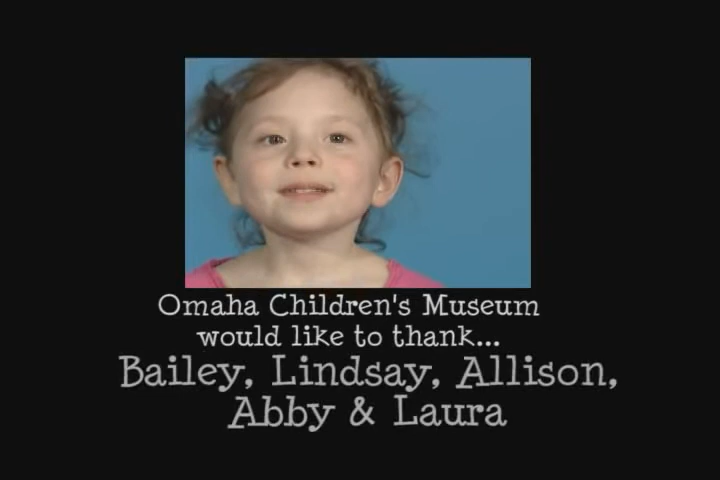 Omaha Children's Museum
would like to thank...
Bailey, Lindsay, Allison,
Abby & Laura